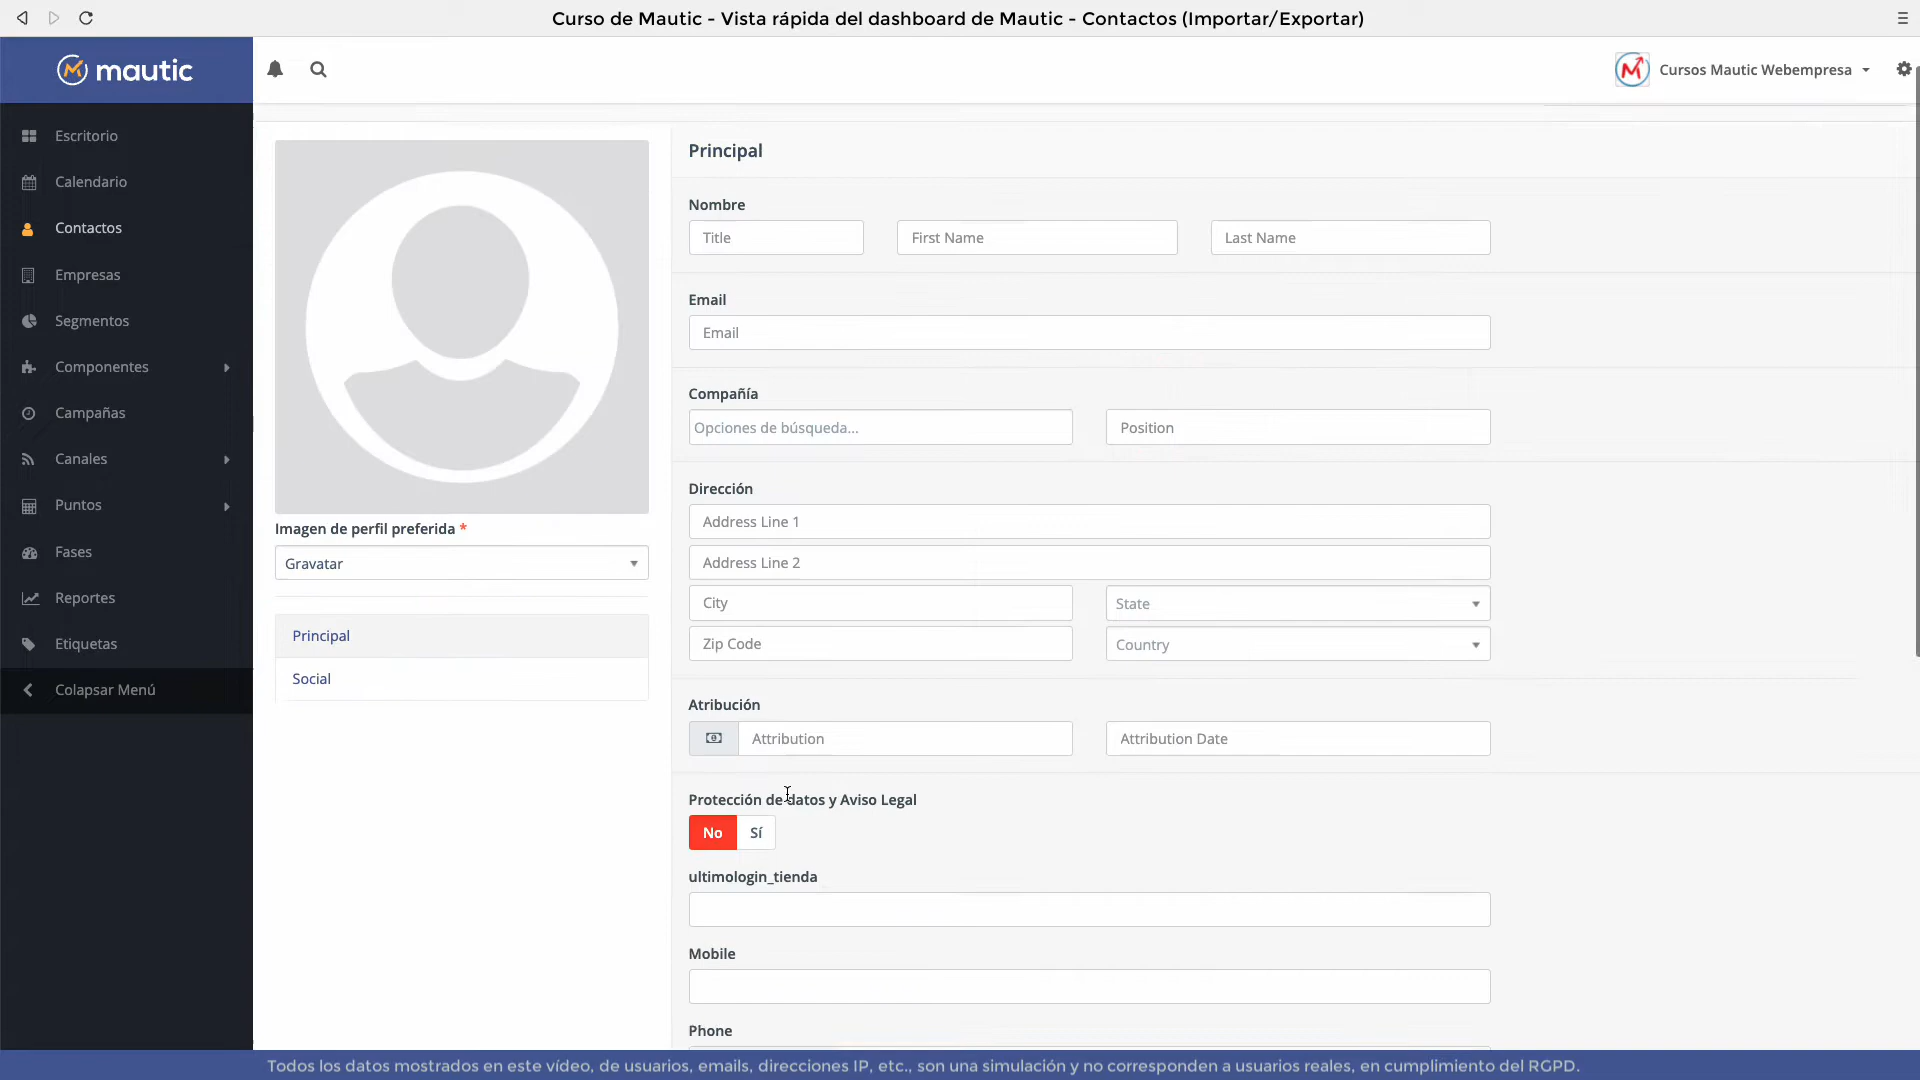 Curso de Mautic - Vista rápida del dashboard de Mautic - Contactos (Importar/Exportar)
mautic
Cursos Mautic Webempresa
Escritorio
Calendario
Contactos
Empresas
Segmentos
Componentes
Campañas
Canales
Puntos
Fases
Reportes
Etiquetas
Colapsar Menú
Imagen de perfil preferida *
Gravatar
Principal
Social
Principal
Nombre
Title First Name Last Name
Email
Email
Compañía
Opciones de búsqueda... Position
Dirección
Address Line 1
Address Line 2
City State
Zip Code Country
Atribución
Attribution Attribution Date
Protección de datos y Aviso Legal
No Sí
ultimologin_tienda
Mobile
Phone
Todos los datos mostrados en este vídeo, de usuarios, emails, direcciones IP, etc., son una simulación y no corresponden a usuarios reales, en cumplimiento del RGPD.